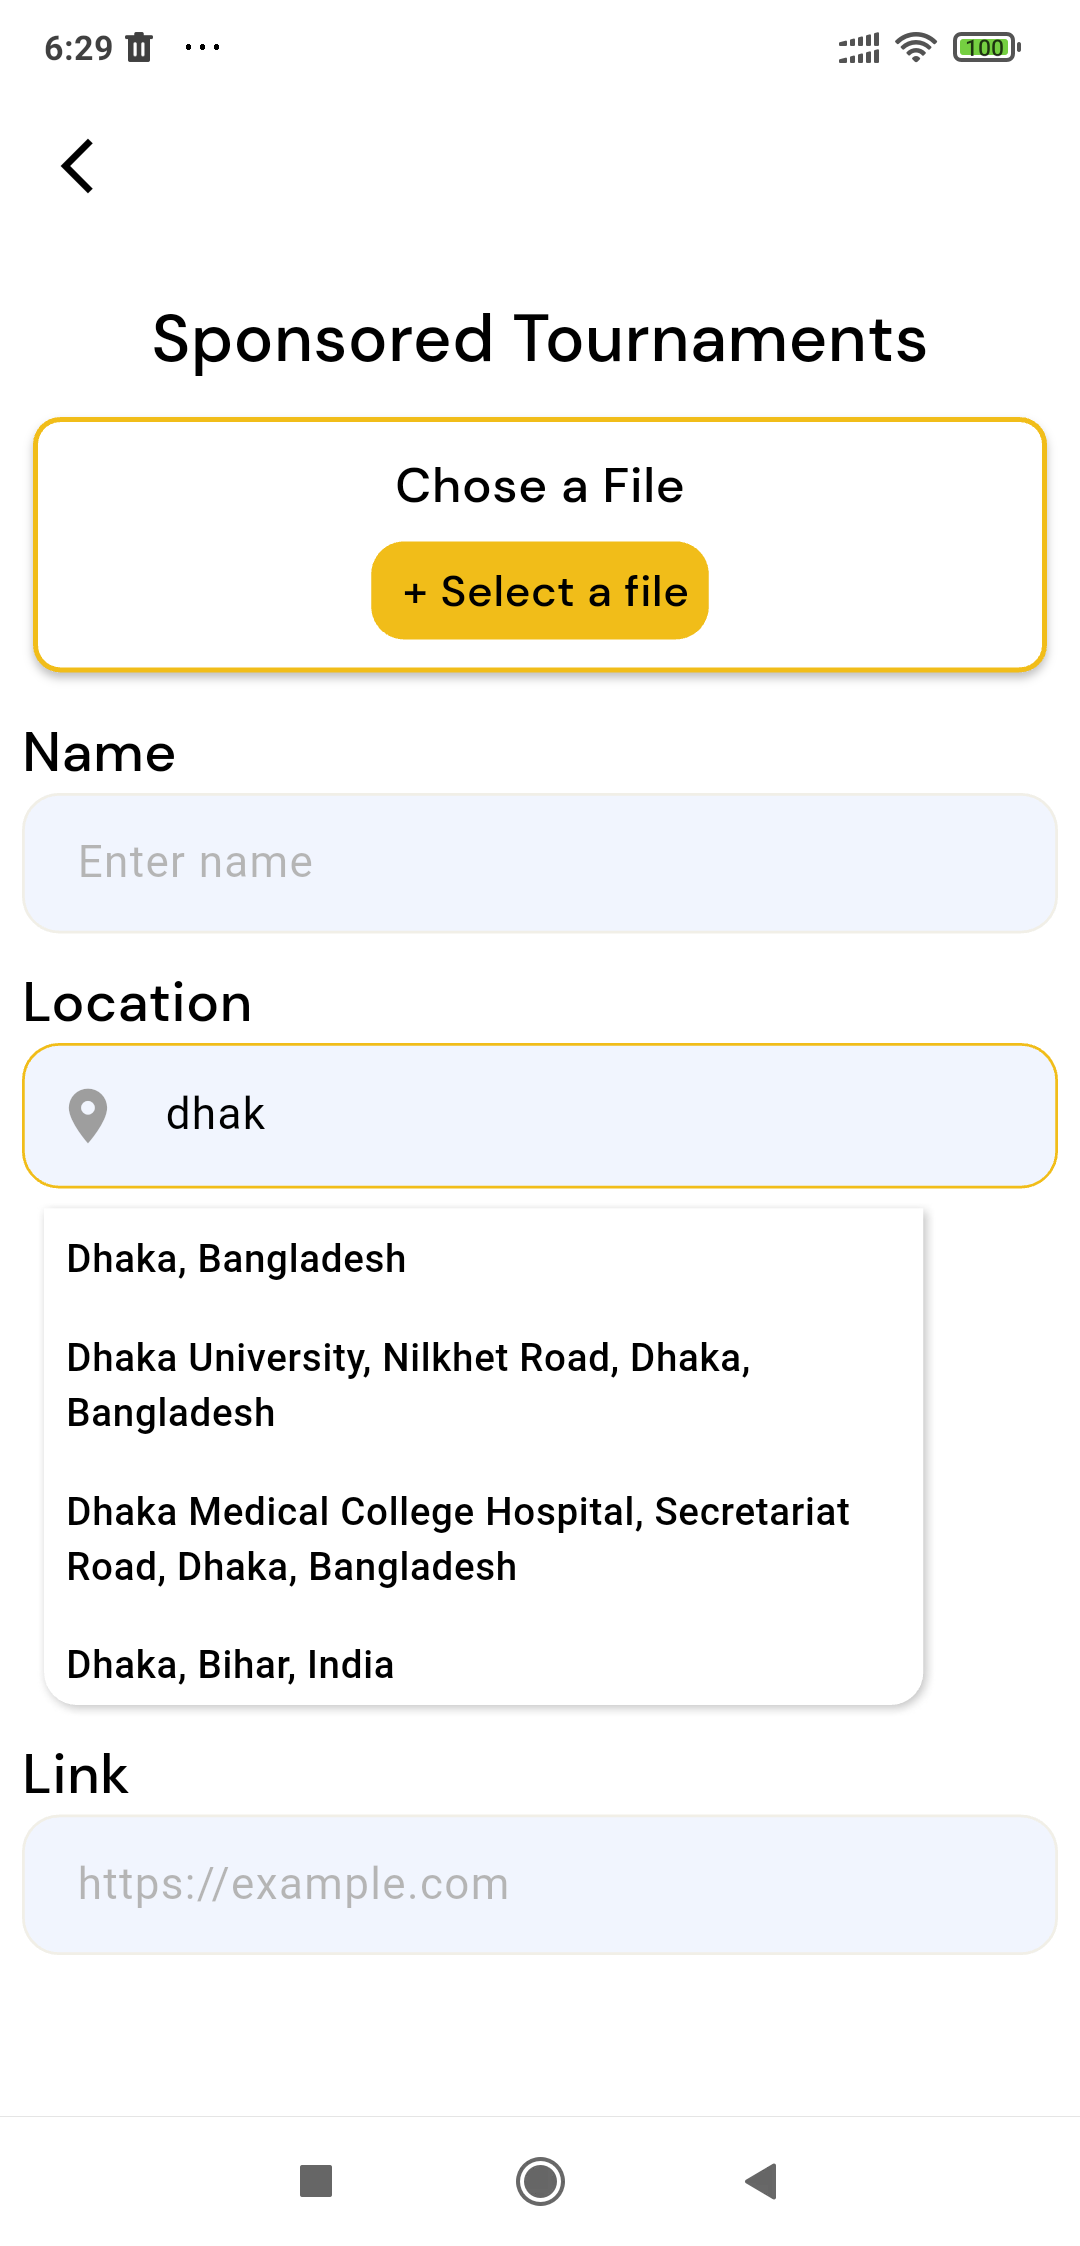 6:29
100
Sponsored Tournaments
Chose a File
+ Select a file
Name
Enter name
Location
dhak
Dhaka, Bangladesh
Dhaka University, Nilkhet Road, Dhaka,
Bangladesh
Dhaka Medical College Hospital, Secretariat
Road, Dhaka, Bangladesh
Dhaka, Bihar, India
Link
https://example.com